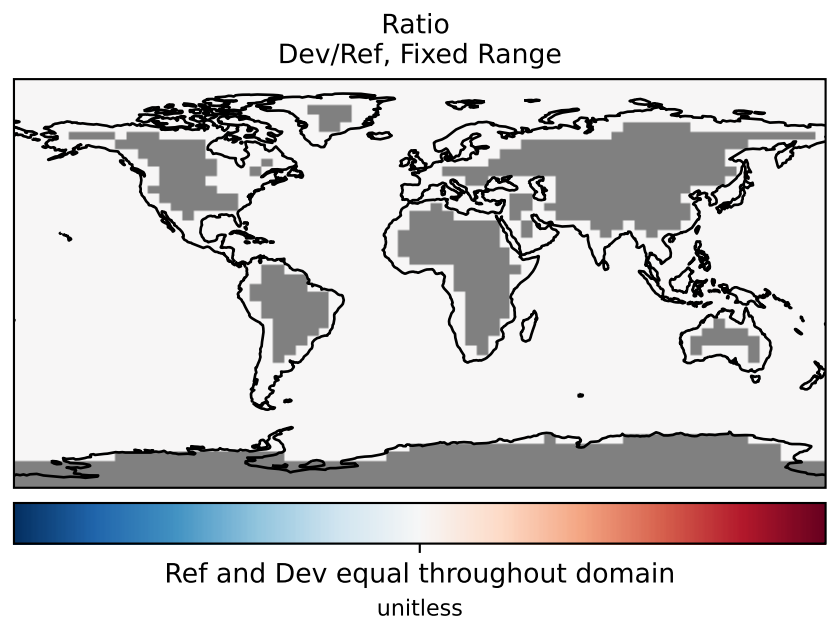 Ratio
Dev/Ref, Fixed Range
Ref and Dev equal throughout domain
unitless